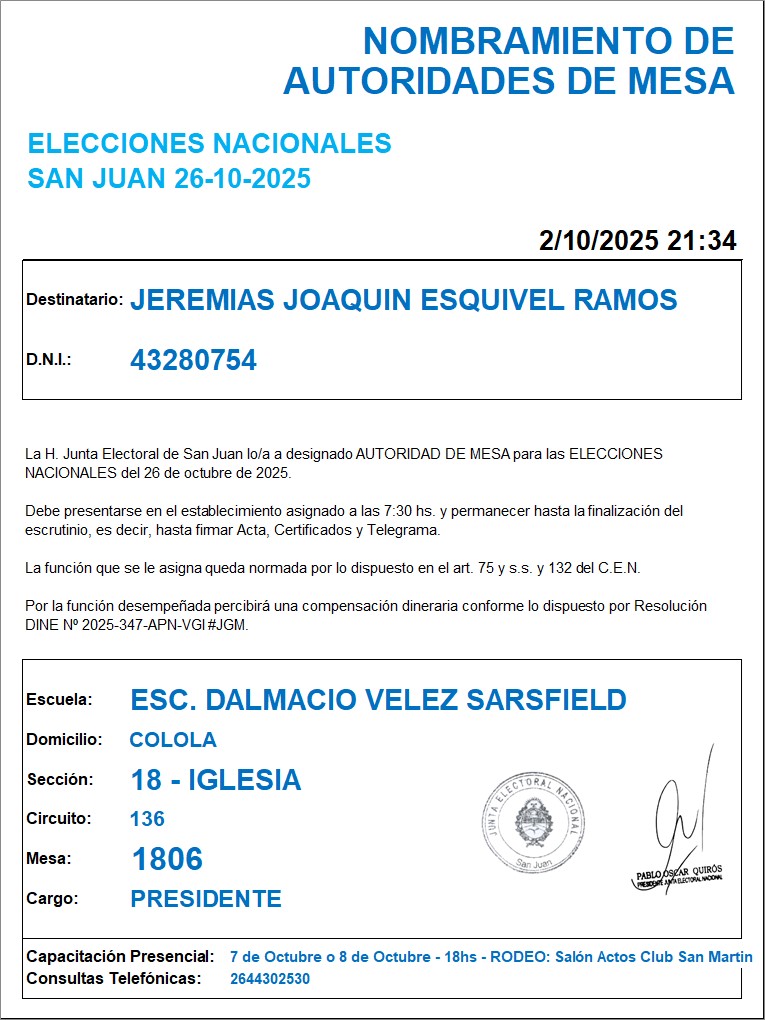 NOMBRAMIENTO DE
AUTORIDADES DE MESA
ELECCIONES NACIONALES
SAN JUAN 26-10-2025
2/10/2025 21:34
Destinatario: JEREMIAS JOAQUIN ESQUIVEL RAMOS
D.N.I.: 43280754
La H. Junta Electoral de San Juan lo/a a designado AUTORIDAD DE MESA para las ELECCIONES
NACIONALES del 26 de octubre de 2025.
Debe presentarse en el establecimiento asignado a las 7:30 hs. y permanecer hasta la finalización del
escrutinio, es decir, hasta firmar Acta, Certificados y Telegrama.
La función que se le asigna queda normada por lo dispuesto en el art. 75 y s.s. y 132 del C.E.N.
Por la función desempeñada percibirá una compensación dineraria conforme lo dispuesto por Resolución
DINE Nº 2025-347-APN-VGI#JGM.
Escuela: ESC. DALMACIO VELEZ SARSFIELD
Domicilio: COLOLA
Sección: 18 - IGLESIA
Circuito: 136
Mesa: 1806
Cargo: PRESIDENTE
JUNTA ELECTORAL NACIONAL
San Juan
PABLO OSCAR QUIRÓS
PRESIDENTE JUNTA ELECTORAL NACIONAL
Capacitación Presencial: 7 de Octubre o 8 de Octubre - 18hs - RODEO: Salón Actos Club San Martin
Consultas Telefónicas: 2644302530